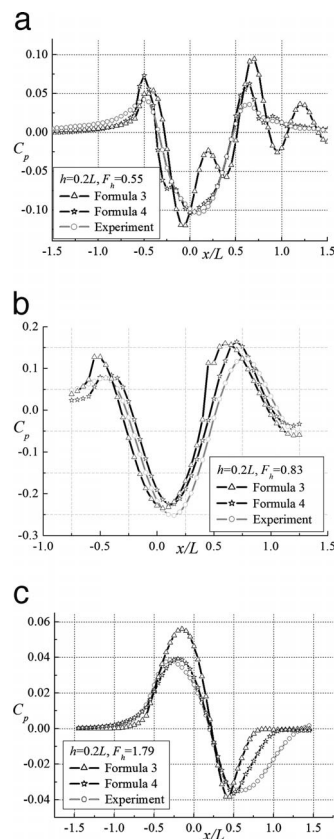 a
0.10
0.05
0.00
-0.10
C_p
h=0.2L, F_h=0.55
Formula 3
Formula 4
Experiment
-1.5 -1.0 -0.5 0.0 0.5 1.0 1.5
x/L
b
0.2
0.1
0.0
-0.1
-0.2
-0.3
C_p
h=0.2L, F_h=0.83
Formula 3
Formula 4
Experiment
-1.0 -0.5 0.0 0.5 1.0 1.5
x/L
c
0.06
0.04
0.02
0.00
-0.02
-0.04
C_p
h=0.2L, F_h=1.79
Formula 3
Formula 4
Experiment
-1.5 -1.0 -0.5 0.0 0.5 1.0 1.5
x/L